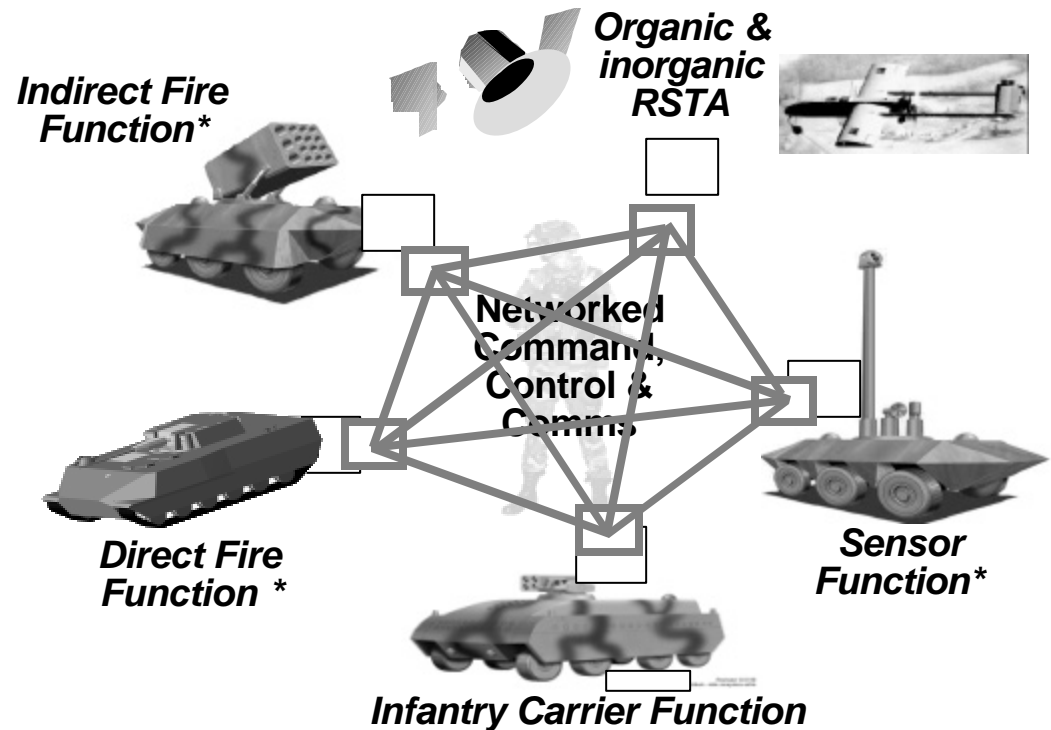 Organic &
inorganic
RSTA
Indirect Fire
Function*
Networked
Command,
Control &
Comms
Direct Fire
Function *
Sensor
Function*
Infantry Carrier Function